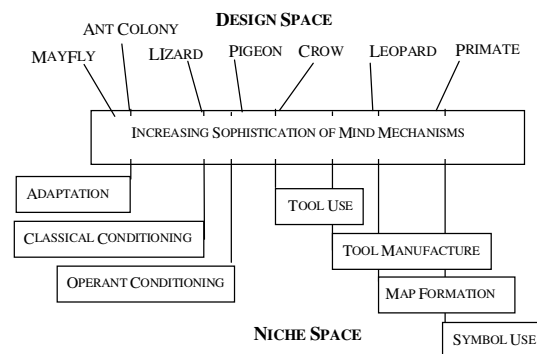 DESIGN SPACE
ANT COLONY
MAYFLY
LIZARD
PIGEON
CROW
LEOPARD
PRIMATE
INCREASING SOPHISTICATION OF MIND MECHANISMS
ADAPTATION
TOOL USE
CLASSICAL CONDITIONING
TOOL MANUFACTURE
OPERANT CONDITIONING
MAP FORMATION
NICHE SPACE
SYMBOL USE